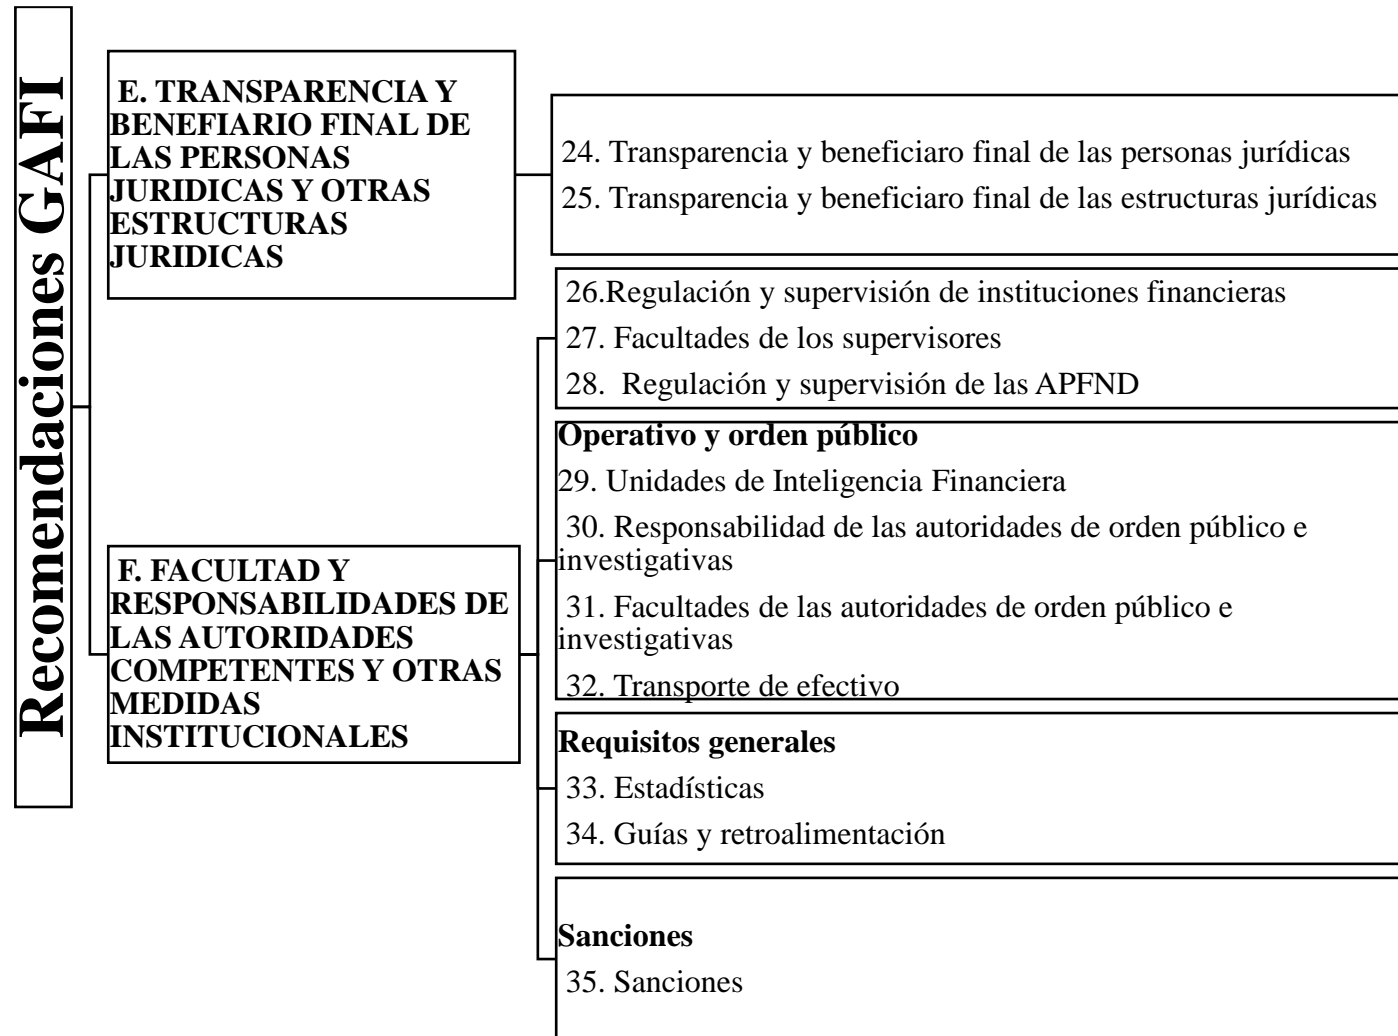 Recomendaciones GAFI
E. TRANSPARENCIA Y
BENEFIARIO FINAL DE
LAS PERSONAS
JURIDICAS Y OTRAS
ESTRUCTURAS
JURIDICAS
24. Transparencia y beneficiaro final de las personas jurídicas
25. Transparencia y beneficiaro final de las estructuras jurídicas
F. FACULTAD Y
RESPONSABILIDADES DE
LAS AUTORIDADES
COMPETENTES Y OTRAS
MEDIDAS
INSTITUCIONALES
26.Regulación y supervisión de instituciones financieras
27. Facultades de los supervisores
28. Regulación y supervisión de las APFND
Operativo y orden público
29. Unidades de Inteligencia Financiera
30. Responsabilidad de las autoridades de orden público e
investigativas
31. Facultades de las autoridades de orden público e
investigativas
32. Transporte de efectivo
Requisitos generales
33. Estadísticas
34. Guías y retroalimentación
Sanciones
35. Sanciones